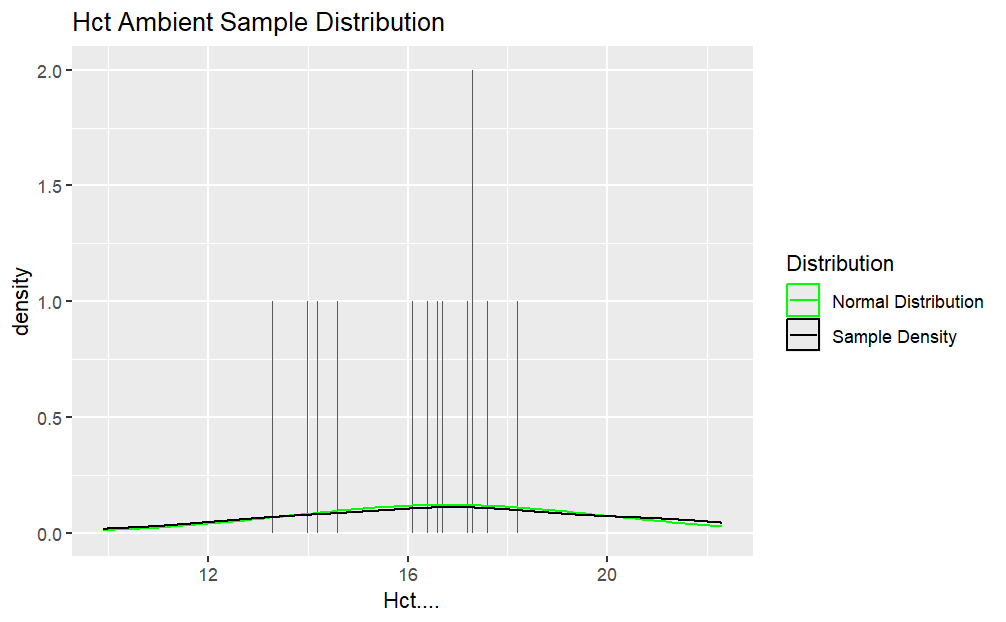 Hct Ambient Sample Distribution
2.0
1.5
1.0
0.5
0.0
density
12 16 20
Hct....
Distribution
Normal Distribution
Sample Density